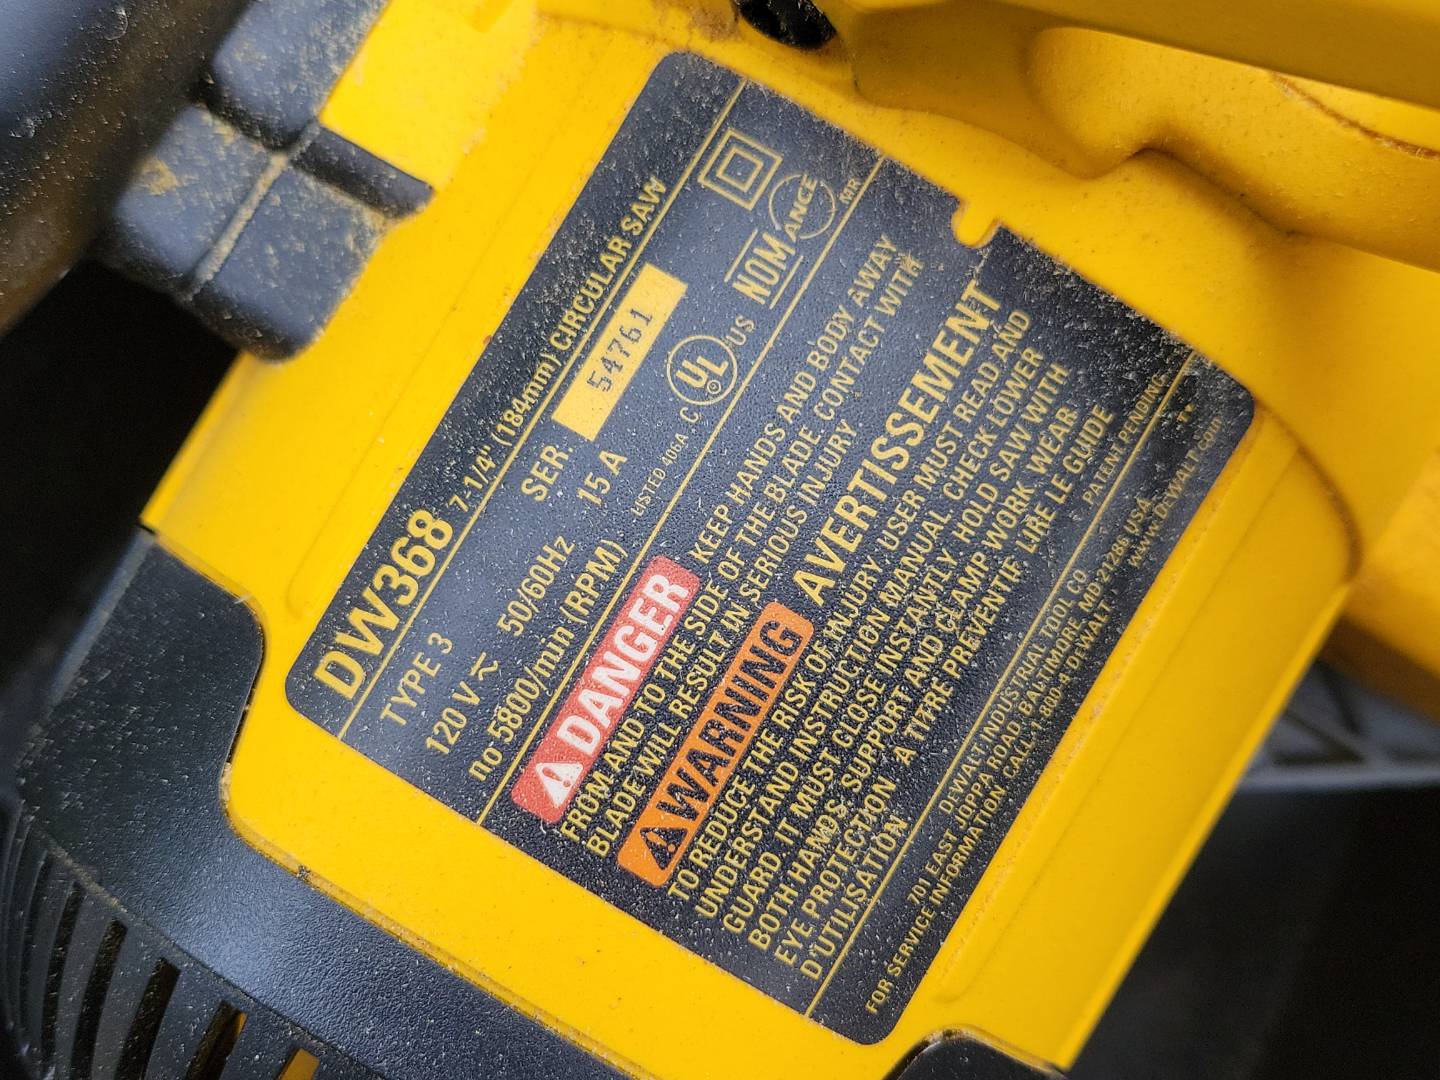 DW368 7-1/4" (184mm) CIRCULAR SAW
TYPE 3 SER. 54761
120 V 50/60Hz 15 A
no 5800/min (RPM) LISTED 406A C UL US NOM ANCE
DANGER KEEP HANDS AND BODY AWAY
FROM AND TO THE SIDE OF THE BLADE. CONTACT WITH
BLADE WILL RESULT IN SERIOUS INJURY.
WARNING AVERTISSEMENT
TO REDUCE THE RISK OF INJURY, USER MUST READ AND
UNDERSTAND INSTRUCTION MANUAL. CHECK LOWER
GUARD. IT MUST CLOSE INSTANTLY. HOLD SAW WITH
BOTH HANDS. SUPPORT AND CLAMP WORK. WEAR
EYE PROTECTION. A TITRE PRÉVENTIF, LIRE LE GUIDE
D'UTILISATION PATENT PENDING
DEWALT INDUSTRIAL TOOL CO.
701 EAST JOPPA ROAD BALTIMORE MD 21286 USA
FOR SERVICE INFORMATION CALL 1-800-4-DEWALT www.DEWALT.com